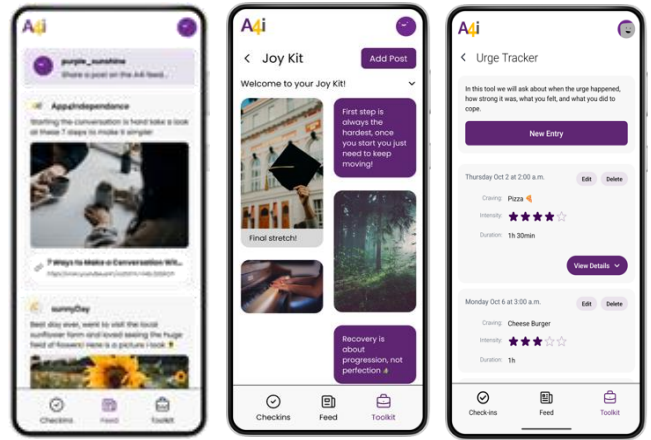 A4i
purple_sunshine
Share a post on the A4i feed...
App4Independence
Starting the conversation is hard take a look
at these 7 steps to make it simpler
7 Ways to Make a Conversation Wit...
sunnyDay
Best day ever, went to visit the local
sunflower farm and loved seeing the huge
field of flowers! Here is a picture I took
Checkins
Feed
Toolkit
A4i
Joy Kit
Add Post
Welcome to your Joy Kit!
Final stretch!
First step is
always the
hardest, once
you start you just
need to keep
moving!
Recovery is
about
progression, not
perfection
Checkins
Feed
Toolkit
A4i
Urge Tracker
In this tool we will ask about when the urge happened,
how strong it was, what you felt, and what you did to
cope.
New Entry
Thursday Oct 2 at 2:00 a.m.
Edit
Delete
Craving: Pizza 🍕
Intensity:
Duration: 1h 30min
View Details
Monday Oct 6 at 3:00 a.m.
Edit
Delete
Craving: Cheese Burger
Intensity:
Duration: 1h
Check-ins
Feed
Toolkit